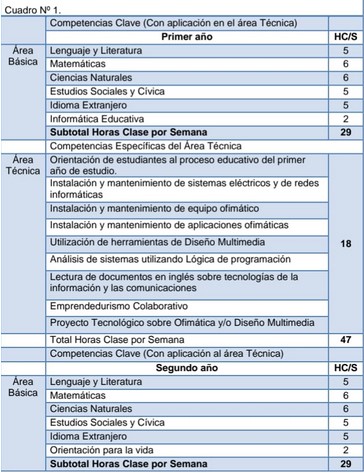 Cuadro Nº 1.
Competencias Clave (Con aplicación en el área Técnica)
Primer año HC/S
Área Básica Lenguaje y Literatura 5
Matemáticas 6
Ciencias Naturales 6
Estudios Sociales y Cívica 5
Idioma Extranjero 5
Informática Educativa 2
Subtotal Horas Clase por Semana 29
Competencias Específicas del Área Técnica
Área Técnica Orientación de estudiantes al proceso educativo del primer
año de estudio.
Instalación y mantenimiento de sistemas eléctricos y de redes
informáticas
Instalación y mantenimiento de equipo ofimático
Instalación y mantenimiento de aplicaciones ofimáticas
Utilización de herramientas de Diseño Multimedia
18
Análisis de sistemas utilizando Lógica de programación
Lectura de documentos en inglés sobre tecnologías de la
información y las comunicaciones
Emprendedurismo Colaborativo
Proyecto Tecnológico sobre Ofimática y/o Diseño Multimedia
Total Horas Clase por Semana 47
Competencias Clave (Con aplicación al área Técnica)
Segundo año HC/S
Área Básica Lenguaje y Literatura 5
Matemáticas 6
Ciencias Naturales 6
Estudios Sociales y Cívica 5
Idioma Extranjero 5
Orientación para la vida 2
Subtotal Horas Clase por Semana 29